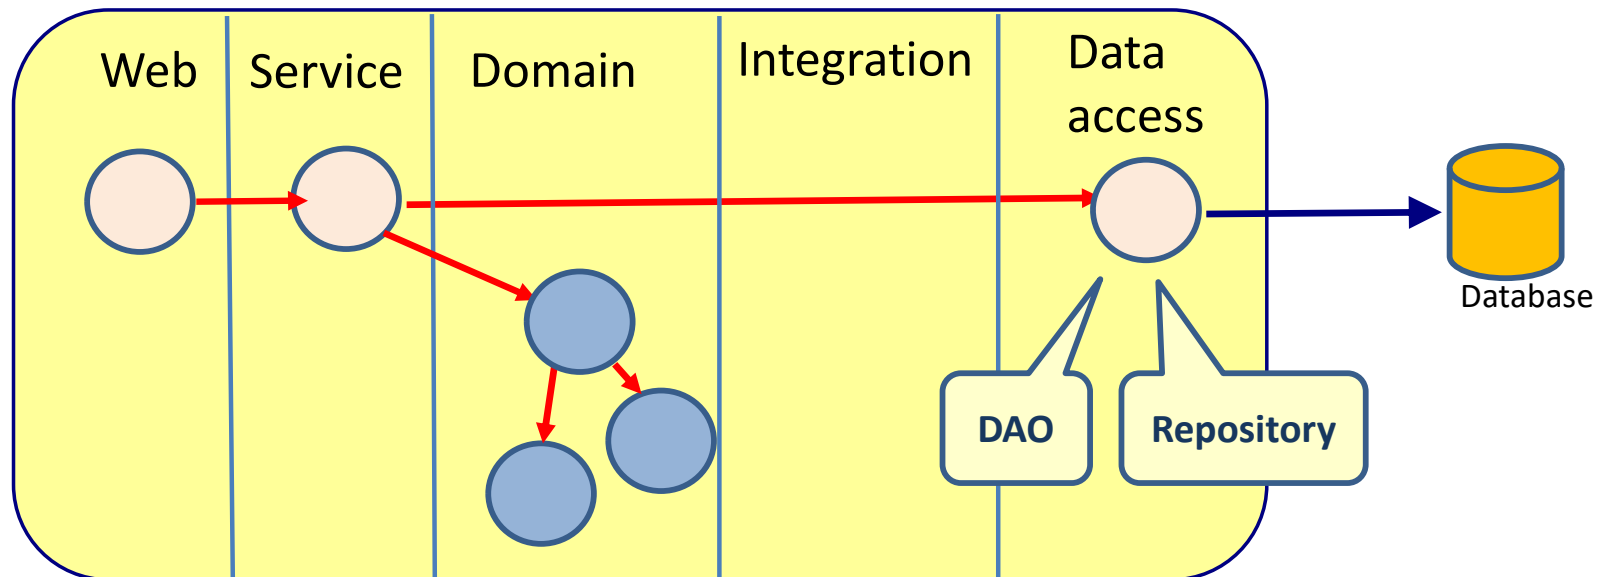 Web
Service
Domain
Integration
Data
access
Database
DAO
Repository